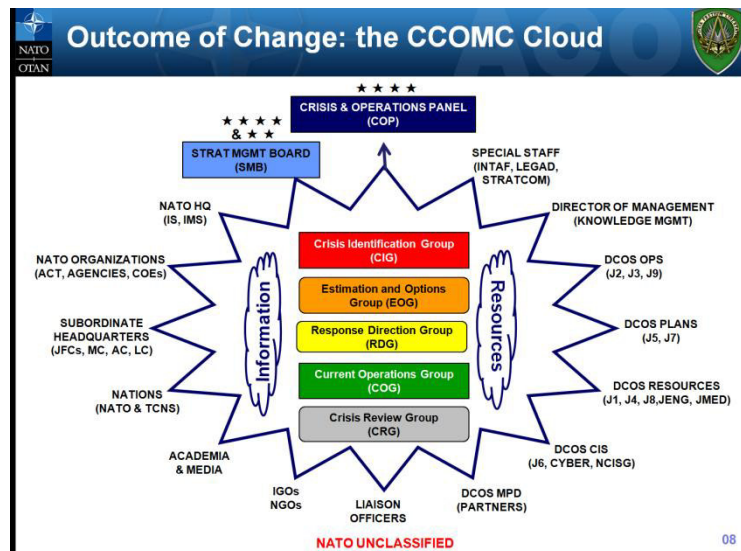 NATO
OTAN
Outcome of Change: the CCOMC Cloud
★ ★ ★ ★
CRISIS & OPERATIONS PANEL
(COP)
★ ★ ★ ★
& ★ ★
STRAT MGMT BOARD
(SMB)
SPECIAL STAFF
(INTAF, LEGAD,
STRATCOM)
NATO HQ
(IS, IMS)
DIRECTOR OF MANAGEMENT
(KNOWLEDGE MGMT)
NATO ORGANIZATIONS
(ACT, AGENCIES, COEs)
DCOS OPS
(J2, J3, J9)
SUBORDINATE
HEADQUARTERS
(JFCs, MC, AC, LC)
DCOS PLANS
(J5, J7)
NATIONS
(NATO & TCNS)
DCOS RESOURCES
(J1, J4, J8,JENG, JMED)
ACADEMIA
& MEDIA
DCOS CIS
(J6, CYBER, NCISG)
IGOs
NGOs
LIAISON
OFFICERS
DCOS MPD
(PARTNERS)
Information
Crisis Identification Group
(CIG)
Estimation and Options
Group (EOG)
Response Direction Group
(RDG)
Current Operations Group
(COG)
Crisis Review Group
(CRG)
Resources
NATO UNCLASSIFIED
08